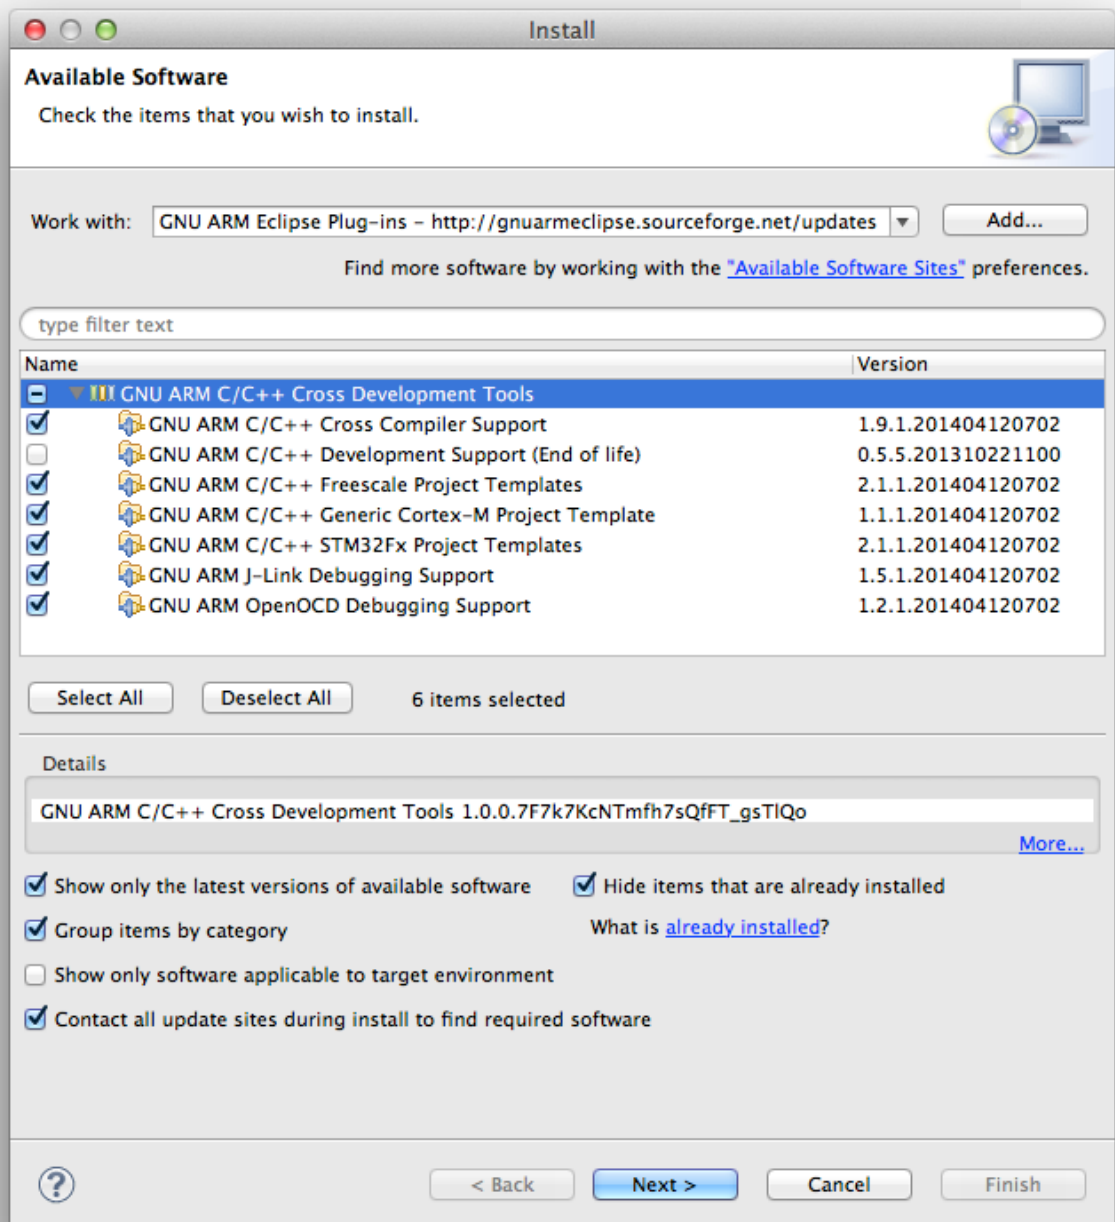 Install
Available Software
Check the items that you wish to install.
Work with: GNU ARM Eclipse Plug-ins - http://gnuarmeclipse.sourceforge.net/updates Add...
Find more software by working with the "Available Software Sites" preferences.
type filter text
Name Version
GNU ARM C/C++ Cross Development Tools
GNU ARM C/C++ Cross Compiler Support 1.9.1.201404120702
GNU ARM C/C++ Development Support (End of life) 0.5.5.201310221100
GNU ARM C/C++ Freescale Project Templates 2.1.1.201404120702
GNU ARM C/C++ Generic Cortex-M Project Template 1.1.1.201404120702
GNU ARM C/C++ STM32Fx Project Templates 2.1.1.201404120702
GNU ARM J-Link Debugging Support 1.5.1.201404120702
GNU ARM OpenOCD Debugging Support 1.2.1.201404120702
Select All Deselect All 6 items selected
Details
GNU ARM C/C++ Cross Development Tools 1.0.0.7F7k7KcNTmfh7sQfFT_gsTlQo
More...
Show only the latest versions of available software Hide items that are already installed
Group items by category What is already installed?
Show only software applicable to target environment
Contact all update sites during install to find required software
? < Back Next > Cancel Finish